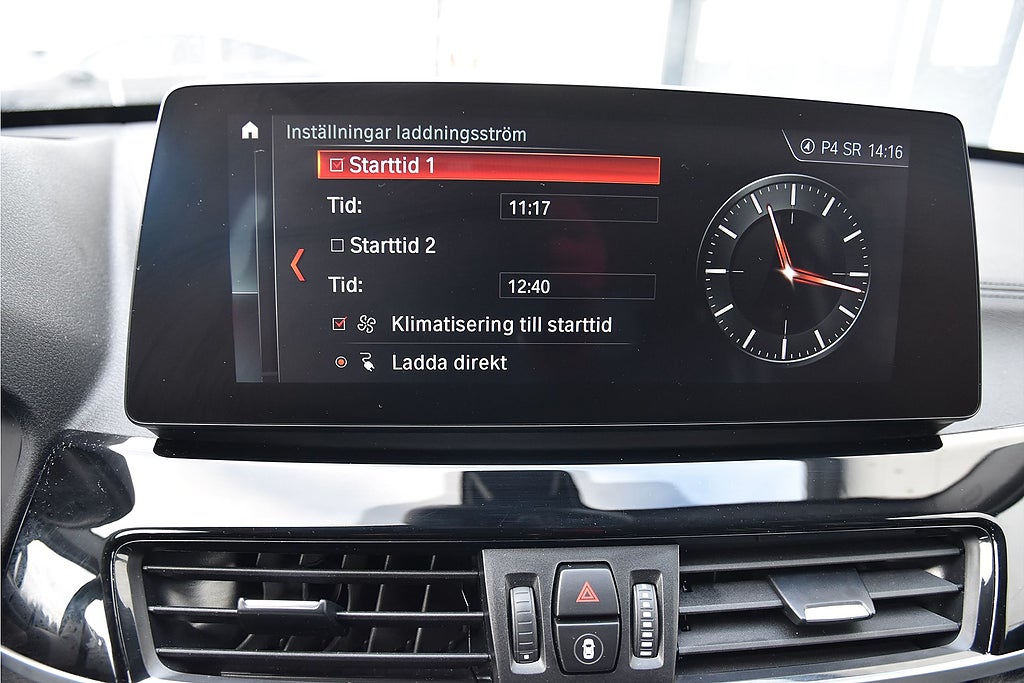 Inställningar laddningsström
P4 SR 14:16
Starttid 1
Tid: 11:17
Starttid 2
Tid: 12:40
Klimatisering till starttid
Ladda direkt